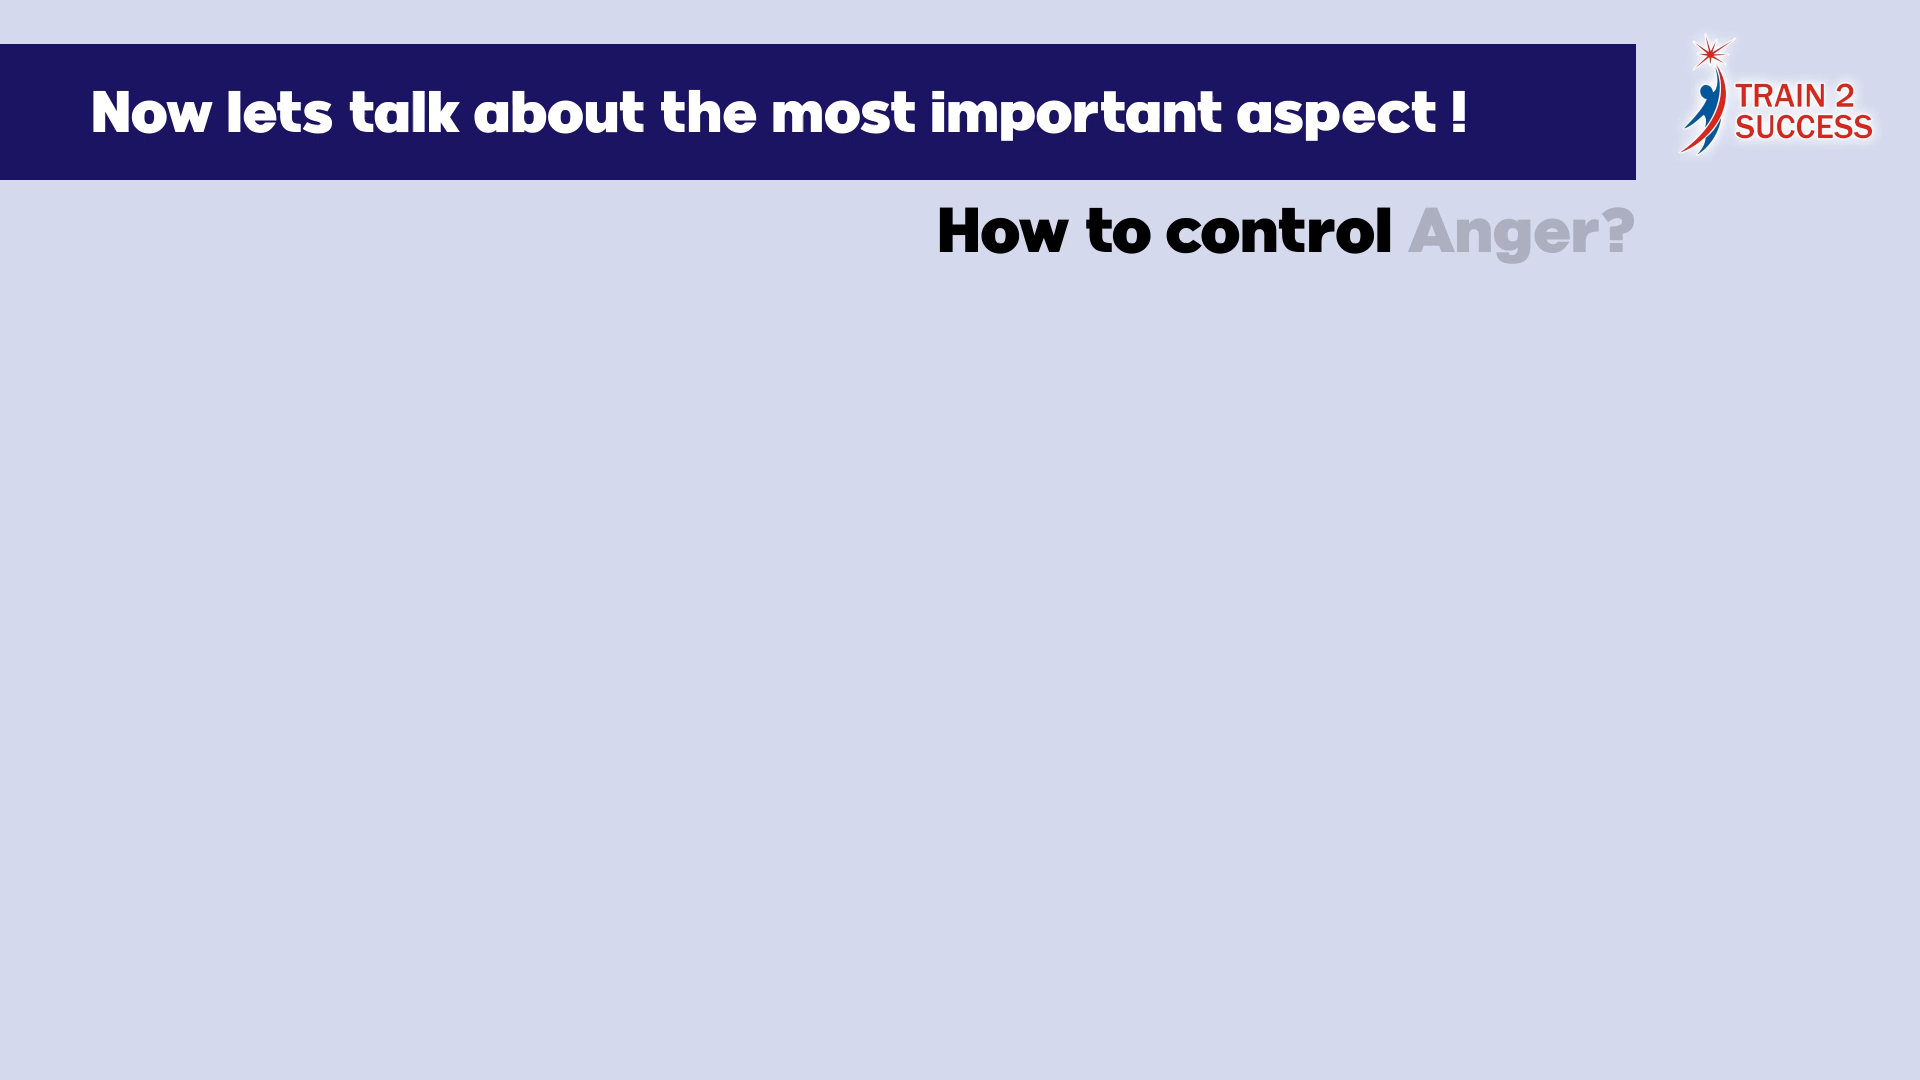 Now lets talk about the most important aspect !
TRAIN 2
SUCCESS
How to control Anger?